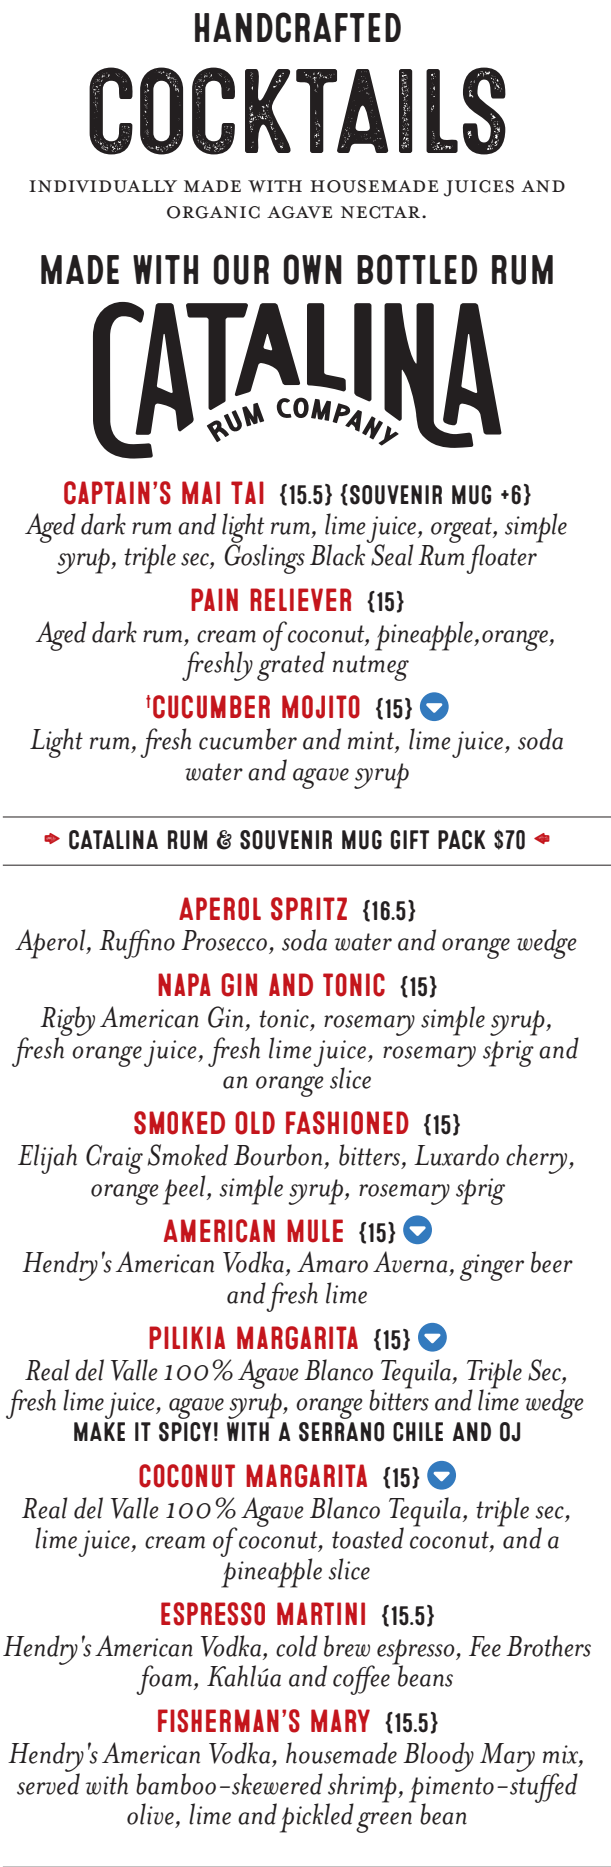 HANDCRAFTED
COCKTAILS
INDIVIDUALLY MADE WITH HOUSEMADE JUICES AND
ORGANIC AGAVE NECTAR.
MADE WITH OUR OWN BOTTLED RUM
CATALINA
RUM COMPANY
CAPTAIN'S MAI TAI {15.5} {SOUVENIR MUG +6}
Aged dark rum and light rum, lime juice, orgeat, simple
syrup, triple sec, Goslings Black Seal Rum floater
PAIN RELIEVER {15}
Aged dark rum, cream of coconut, pineapple,orange,
freshly grated nutmeg
†CUCUMBER MOJITO {15}
Light rum, fresh cucumber and mint, lime juice, soda
water and agave syrup
CATALINA RUM & SOUVENIR MUG GIFT PACK $70
APEROL SPRITZ {16.5}
Aperol, Ruffino Prosecco, soda water and orange wedge
NAPA GIN AND TONIC {15}
Rigby American Gin, tonic, rosemary simple syrup,
fresh orange juice, fresh lime juice, rosemary sprig and
an orange slice
SMOKED OLD FASHIONED {15}
Elijah Craig Smoked Bourbon, bitters, Luxardo cherry,
orange peel, simple syrup, rosemary sprig
AMERICAN MULE {15}
Hendry's American Vodka, Amaro Averna, ginger beer
and fresh lime
PILIKIA MARGARITA {15}
Real del Valle 100% Agave Blanco Tequila, Triple Sec,
fresh lime juice, agave syrup, orange bitters and lime wedge
MAKE IT SPICY! WITH A SERRANO CHILE AND OJ
COCONUT MARGARITA {15}
Real del Valle 100% Agave Blanco Tequila, triple sec,
lime juice, cream of coconut, toasted coconut, and a
pineapple slice
ESPRESSO MARTINI {15.5}
Hendry's American Vodka, cold brew espresso, Fee Brothers
foam, Kahlúa and coffee beans
FISHERMAN'S MARY {15.5}
Hendry's American Vodka, housemade Bloody Mary mix,
served with bamboo-skewered shrimp, pimento-stuffed
olive, lime and pickled green bean